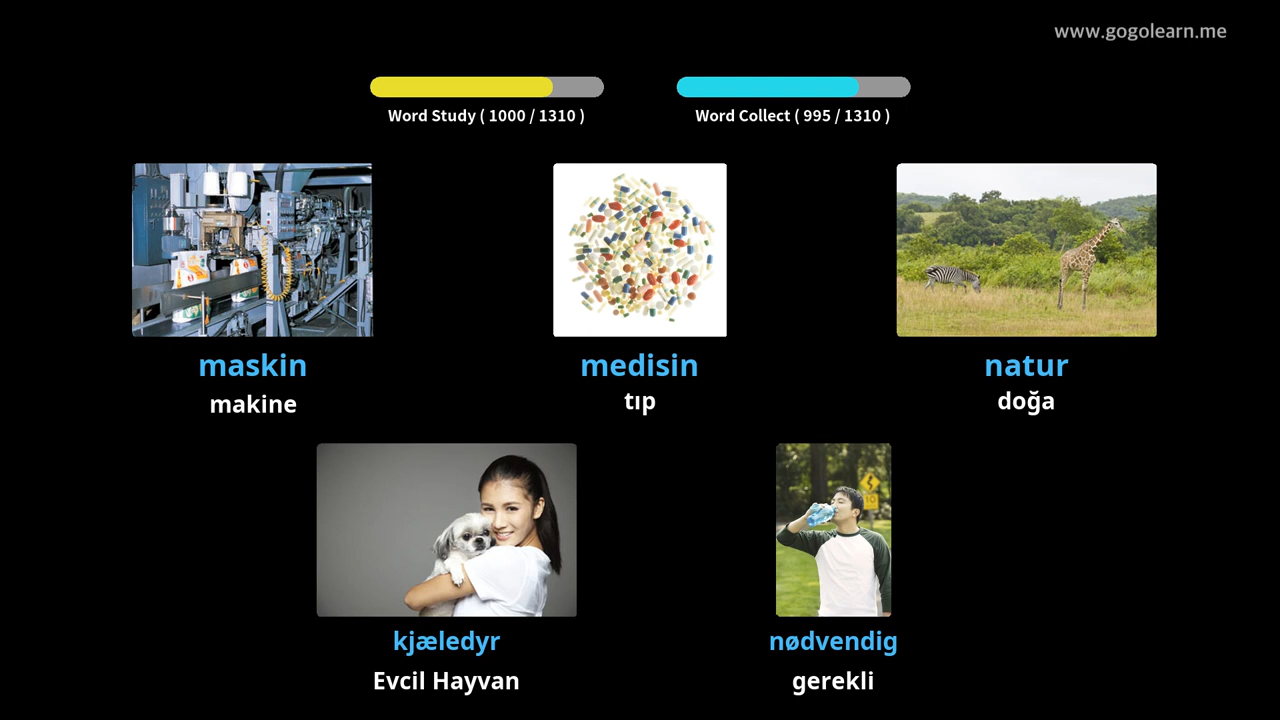 www.gogolearn.me
Word Study ( 1000 / 1310 )
Word Collect ( 995 / 1310 )
maskin
makine
medisin
tıp
natur
doğa
kjæledyr
Evcil Hayvan
nødvendig
gerekli